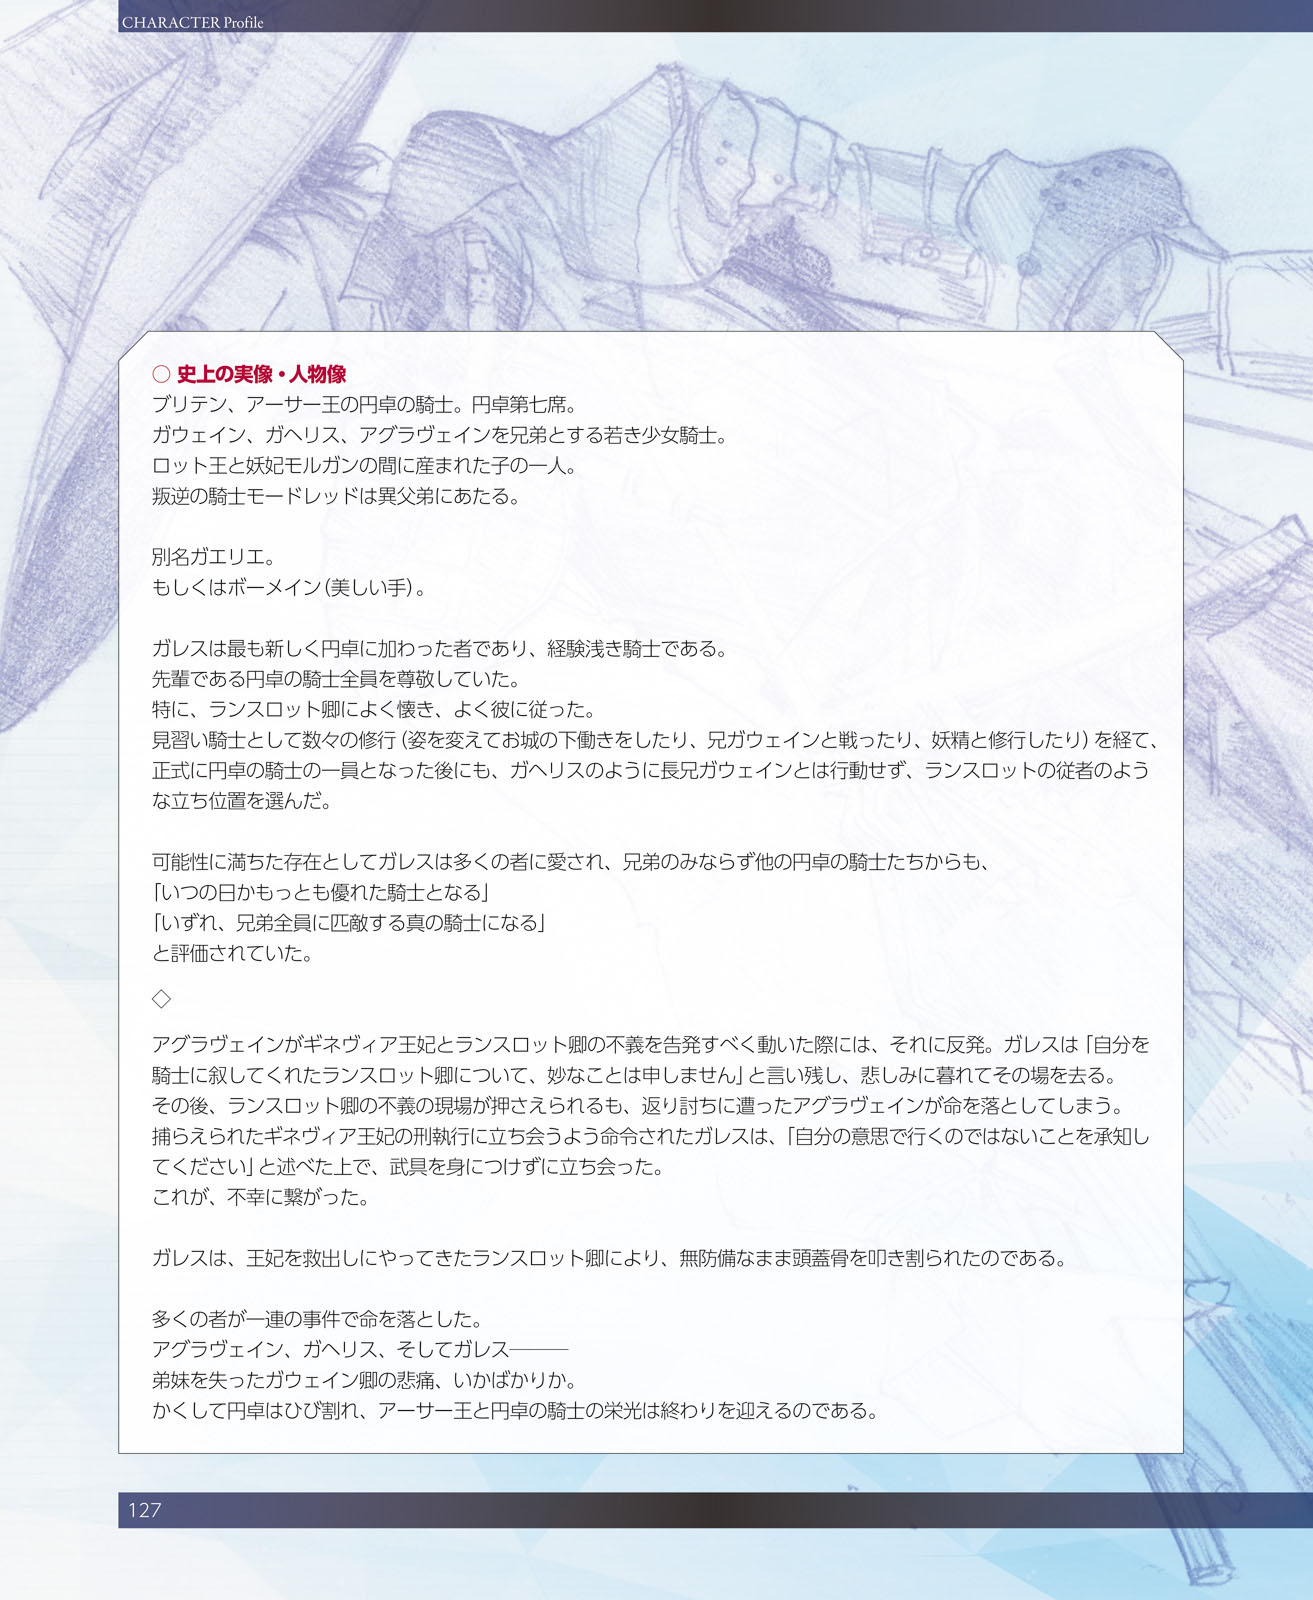 CHARACTER Profile
○ 史上の実像・人物像
ブリテン、アーサー王の円卓の騎士。円卓第七席。
ガウェイン、ガヘリス、アグラヴェインを兄弟とする若き少女騎士。
ロット王と妖妃モルガンの間に産まれた子の一人。
叛逆の騎士モードレッドは異父弟にあたる。
別名ガエリエ。
もしくはボーメイン（美しい手）。
ガレスは最も新しく円卓に加わった者であり、経験浅き騎士である。
先輩である円卓の騎士全員を尊敬していた。
特に、ランスロット卿によく懐き、よく彼に従った。
見習い騎士として数々の修行（姿を変えてお城の下働きをしたり、兄ガウェインと戦ったり、妖精と修行したり）を経て、
正式に円卓の騎士の一員となった後にも、ガヘリスのように長兄ガウェインとは行動せず、ランスロットの従者のよう
な立ち位置を選んだ。
可能性に満ちた存在としてガレスは多くの者に愛され、兄弟のみならず他の円卓の騎士たちからも、
「いつの日かもっとも優れた騎士となる」
「いずれ、兄弟全員に匹敵する真の騎士になる」
と評価されていた。
◇
アグラヴェインがギネヴィア王妃とランスロット卿の不義を告発すべく動いた際には、それに反発。ガレスは「自分を
騎士に叙してくれたランスロット卿について、妙なことは申しません」と言い残し、悲しみに暮れてその場を去る。
その後、ランスロット卿の不義の現場が押さえられるも、返り討ちに遭ったアグラヴェインが命を落としてしまう。
捕らえられたギネヴィア王妃の刑執行に立ち会うよう命令されたガレスは、「自分の意思で行くのではないことを承知し
てください」と述べた上で、武具を身につけずに立ち会った。
これが、不幸に繋がった。
ガレスは、王妃を救出しにやってきたランスロット卿により、無防備なまま頭蓋骨を叩き割られたのである。
多くの者が一連の事件で命を落とした。
アグラヴェイン、ガヘリス、そしてガレス―――
弟妹を失ったガウェイン卿の悲痛、いかばかりか。
かくして円卓はひび割れ、アーサー王と円卓の騎士の栄光は終わりを迎えるのである。
127